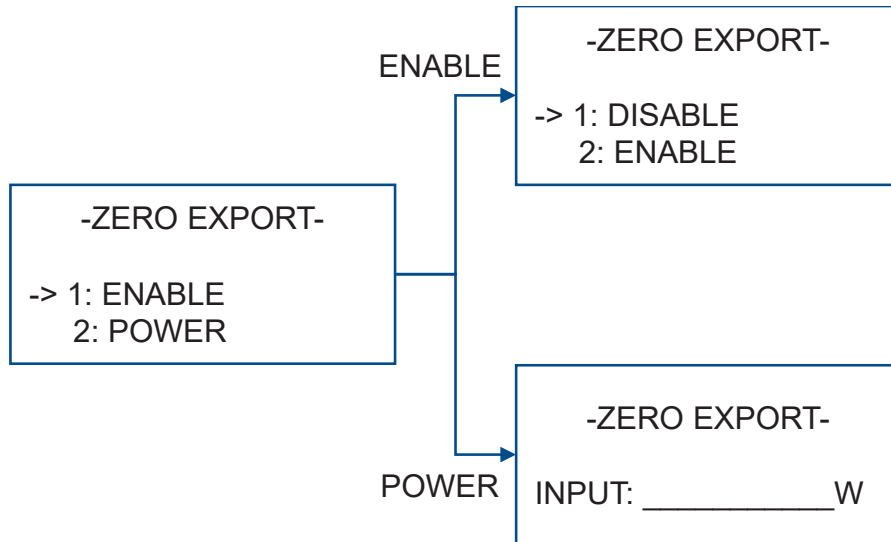 -ZERO EXPORT-
-> 1: ENABLE
2: POWER
ENABLE
-ZERO EXPORT-
-> 1: DISABLE
2: ENABLE
POWER
-ZERO EXPORT-
INPUT: ___________W